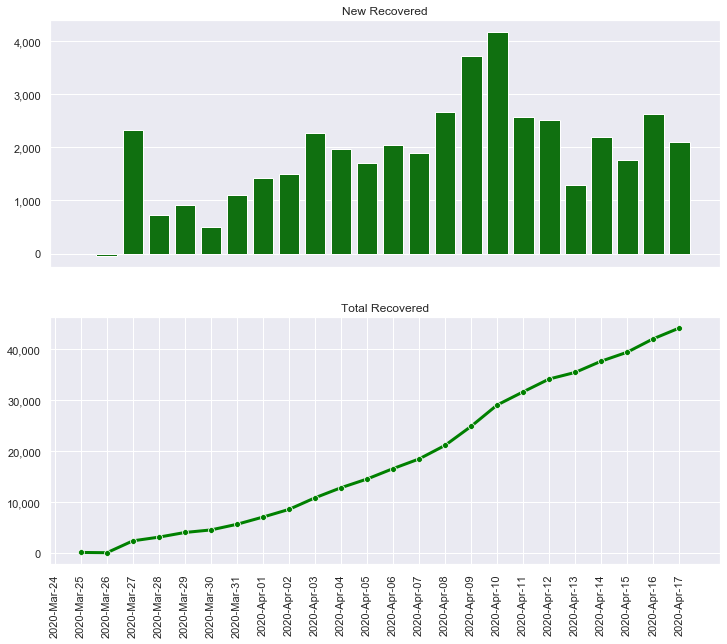 New Recovered
4,000
3,000
2,000
1,000
0
Total Recovered
40,000
30,000
20,000
10,000
0
2020-Mar-24
2020-Mar-25
2020-Mar-26
2020-Mar-27
2020-Mar-28
2020-Mar-29
2020-Mar-30
2020-Mar-31
2020-Apr-01
2020-Apr-02
2020-Apr-03
2020-Apr-04
2020-Apr-05
2020-Apr-06
2020-Apr-07
2020-Apr-08
2020-Apr-09
2020-Apr-10
2020-Apr-11
2020-Apr-12
2020-Apr-13
2020-Apr-14
2020-Apr-15
2020-Apr-16
2020-Apr-17